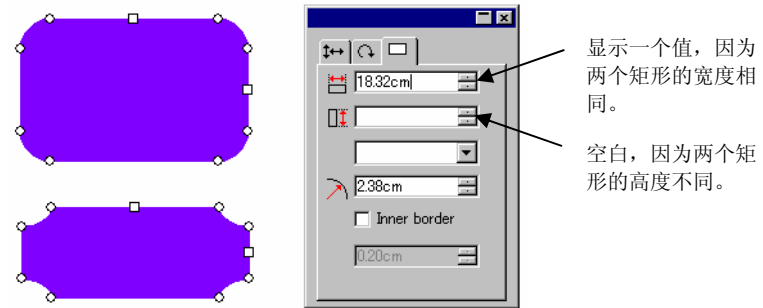 18.32cm
2.38cm
Inner border
0.20cm
显示一个值，因为
两个矩形的宽度相
同。
空白，因为两个矩
形的高度不同。